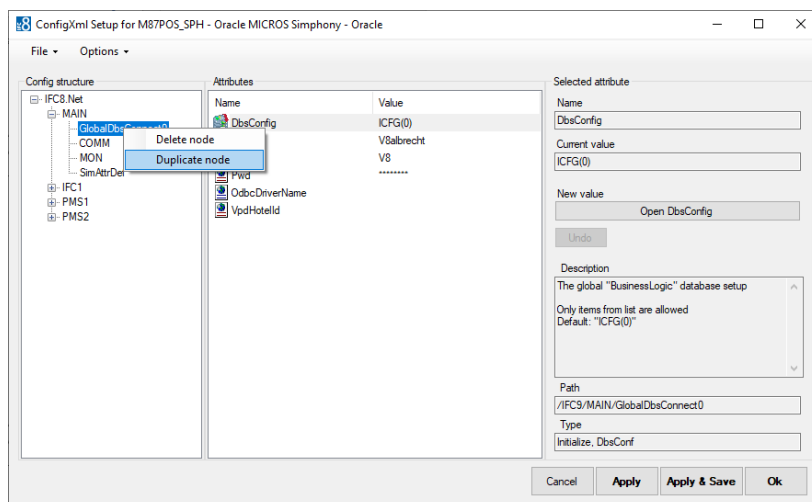 ConfigXml Setup for M87POS_SPH - Oracle MICROS Simphony - Oracle
File Options
Config structure
IFC8.Net
MAIN
GlobalDbsConnect0
COMM
MON
SimAttrDef
IFC1
PMS1
PMS2
Delete node
Duplicate node
Attributes
Name Value
DbsConfig ICFG(0)
V8albrecht
V8
Pwd ********
OdbcDriverName
VpdHotelId
Selected attribute
Name
DbsConfig
Current value
ICFG(0)
New value
Open DbsConfig
Undo
Description
The global "BusinessLogic" database setup
Only items from list are allowed
Default: "ICFG(0)"
Path
/IFC9/MAIN/GlobalDbsConnect0
Type
Initialize, DbsConf
Cancel Apply Apply & Save Ok